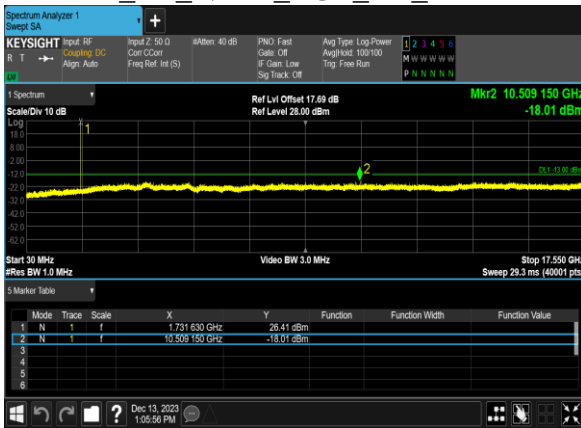 Spectrum Analyzer 1
Swept SA
KEYSIGHT Input: RF Input Z: 50 Ω #Atten: 40 dB PNO: Fast Avg Type: Log-Power 1 2 3 4 5 6
R T Coupling: DC Corr CCorr Gate: Off Avg|Hold: 100/100 M W W W W W
Align: Auto Freq Ref: Int (S) IF Gain: Low Trig: Free Run
LV Sig Track: Off P N N N N N
1 Spectrum Ref Lvl Offset 17.69 dB Mkr2 10.509 150 GHz
Scale/Div 10 dB Ref Level 28.00 dBm -18.01 dBm
Log
18.0
8.00
-2.00
-12.0
-22.0
-32.0
-42.0
-52.0
-62.0
1
2
DL1 -13.00 dBm
Start 30 MHz Video BW 3.0 MHz Stop 17.550 GHz
#Res BW 1.0 MHz Sweep 29.3 ms (40001 pts)
5 Marker Table
Mode Trace Scale X Y Function Function Width Function Value
1 N 1 f 1.731 630 GHz 26.41 dBm
2 N 1 f 10.509 150 GHz -18.01 dBm
3
4
5
6
Dec 13, 2023
1:05:56 PM